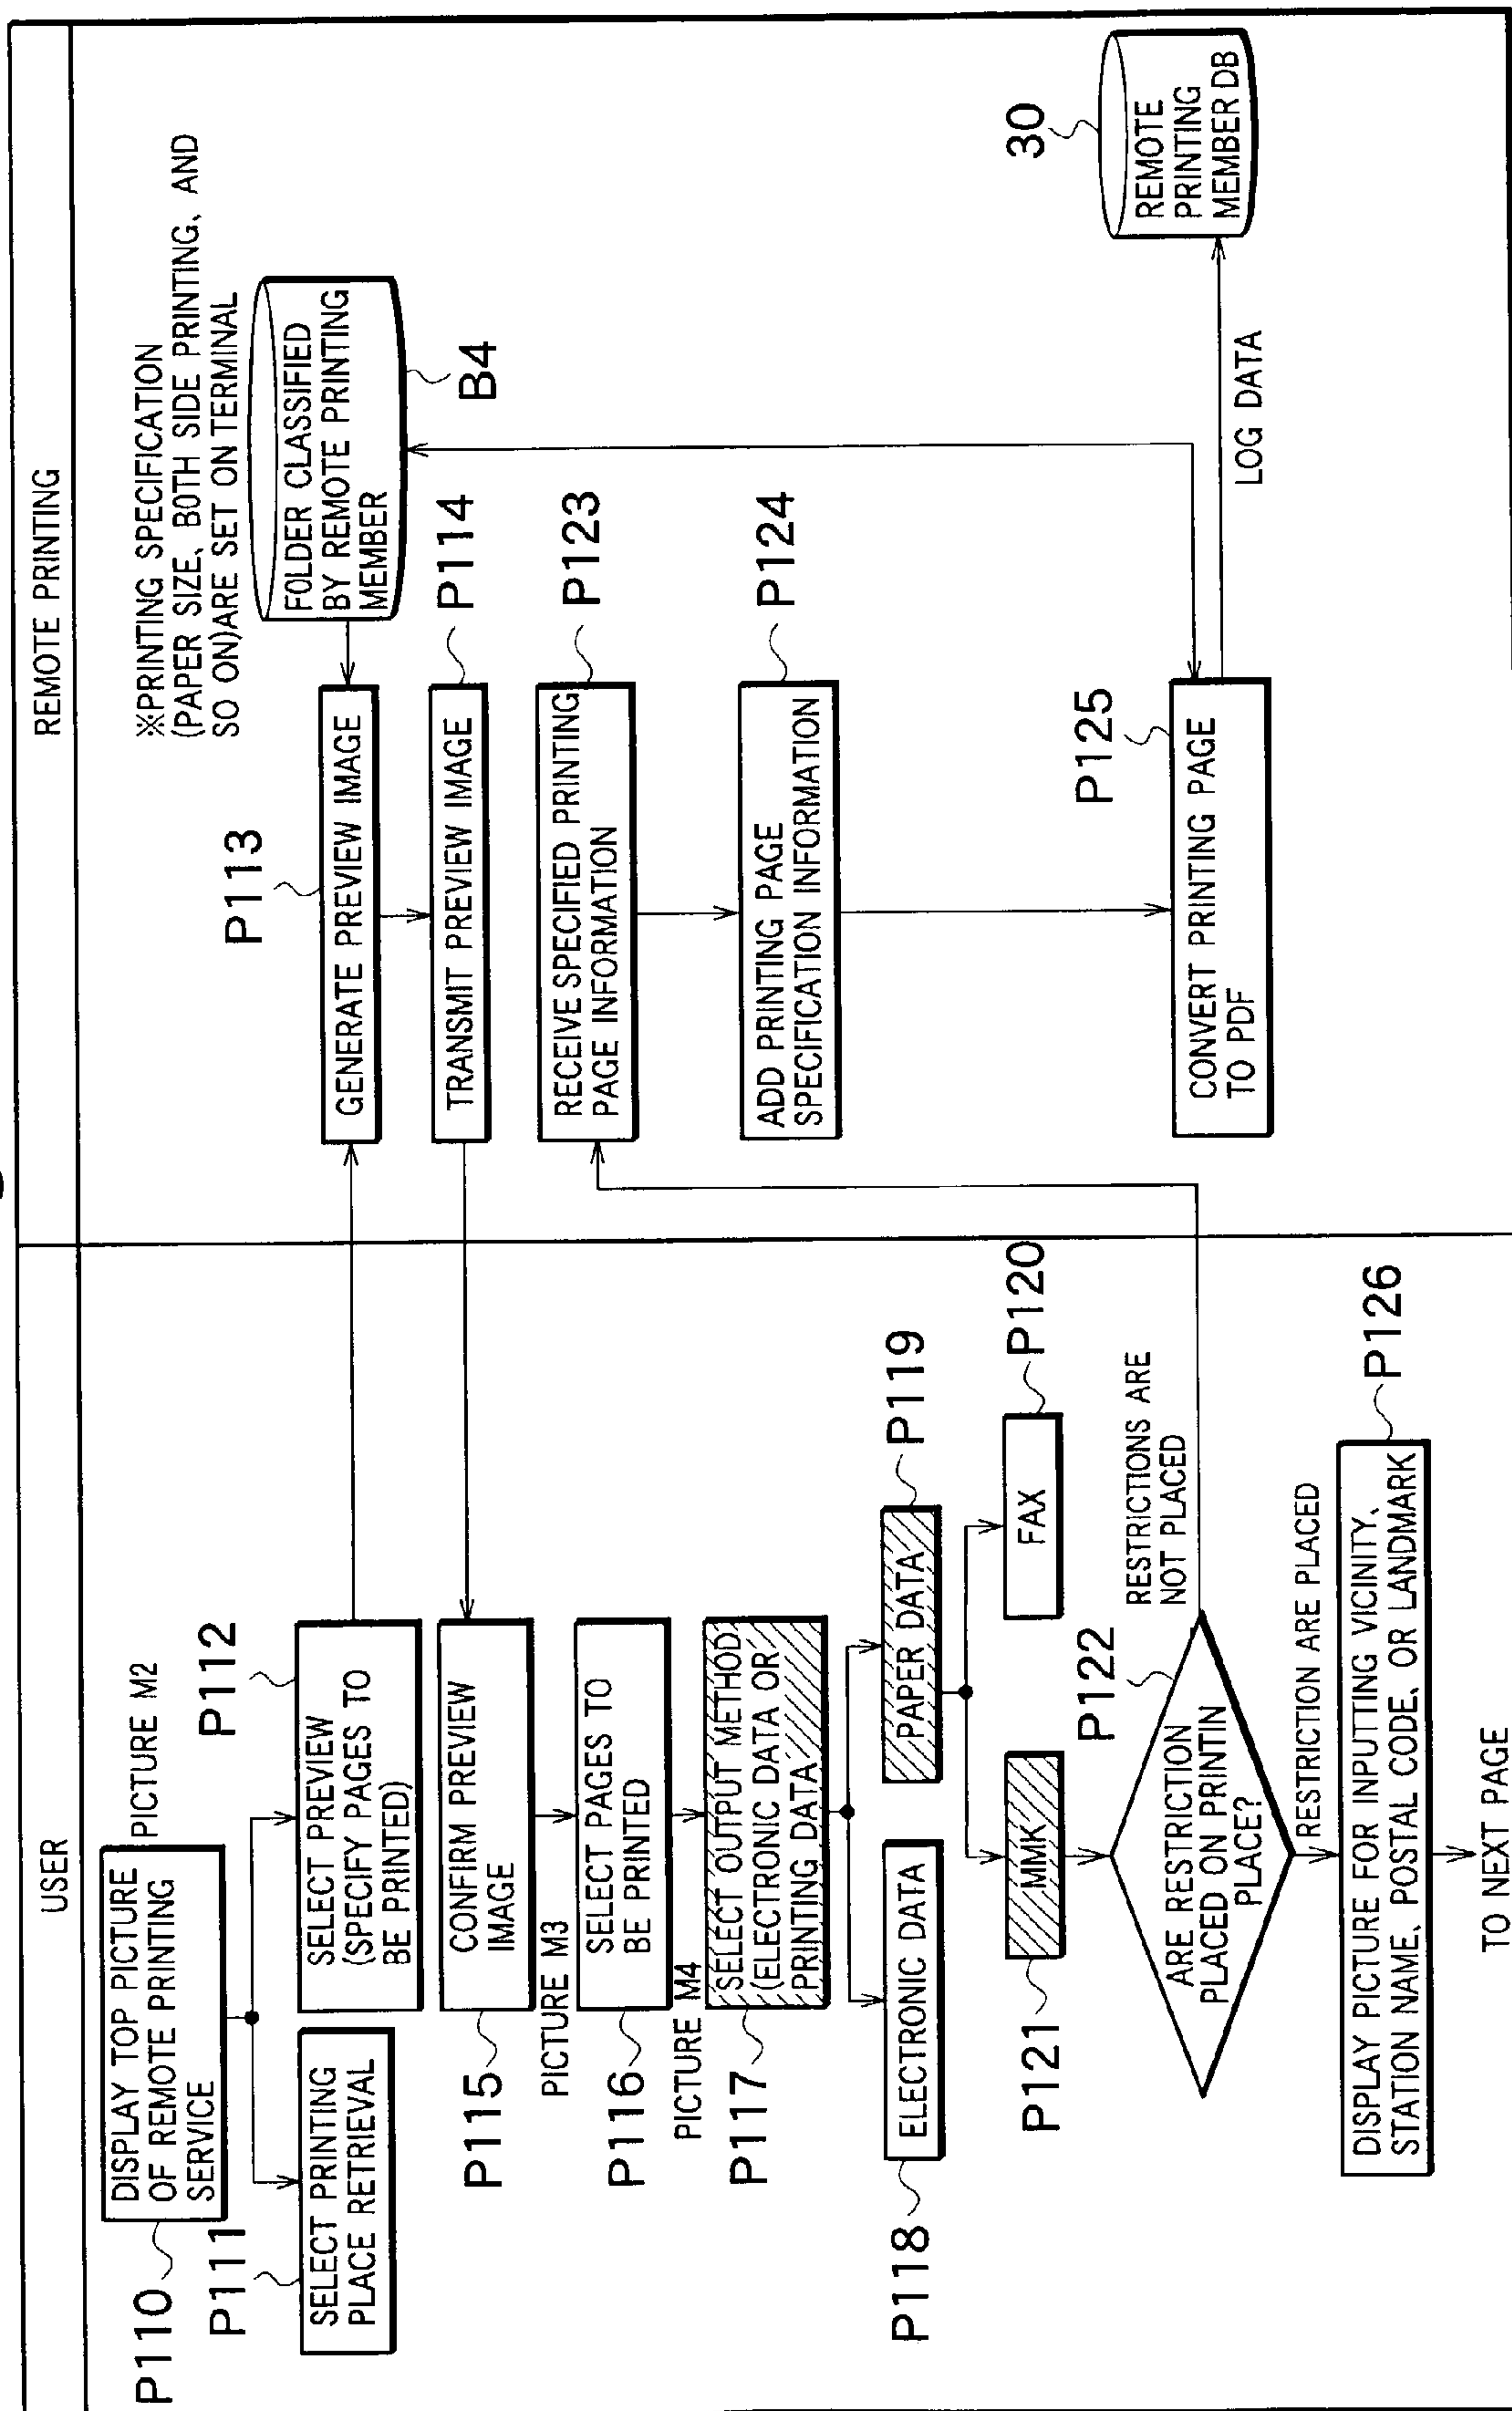 USER
REMOTE PRINTING
P110
DISPLAY TOP PICTURE
OF REMOTE PRINTING
SERVICE
PICTURE M2
P111
SELECT PRINTING
PLACE RETRIEVAL
P112
SELECT PREVIEW
(SPECIFY PAGES TO
BE PRINTED)
P115
CONFIRM PREVIEW
IMAGE
PICTURE M3
P116
SELECT PAGES TO
BE PRINTED
PICTURE M4
P117
SELECT OUTPUT METHOD
(ELECTRONIC DATA OR
PRINTING DATA
P118
ELECTRONIC DATA
PAPER DATA
P119
P121
MMK
FAX
P120
P122
ARE RESTRICTION
PLACED ON PRINTIN
PLACE?
RESTRICTIONS ARE
NOT PLACED
RESTRICTION ARE PLACED
DISPLAY PICTURE FOR INPUTTING VICINITY,
STATION NAME, POSTAL CODE, OR LANDMARK
P126
TO NEXT PAGE
※PRINTING SPECIFICATION
(PAPER SIZE, BOTH SIDE PRINTING, AND
SO ON)ARE SET ON TERMINAL
P113
GENERATE PREVIEW IMAGE
FOLDER CLASSIFIED
BY REMOTE PRINTING
MEMBER
B4
TRANSMIT PREVIEW IMAGE
P114
RECEIVE SPECIFIED PRINTING
PAGE INFORMATION
P123
ADD PRINTING PAGE
SPECIFICATION INFORMATION
P124
P125
CONVERT PRINTING PAGE
TO PDF
LOG DATA
30
REMOTE
PRINTING
MEMBER DB